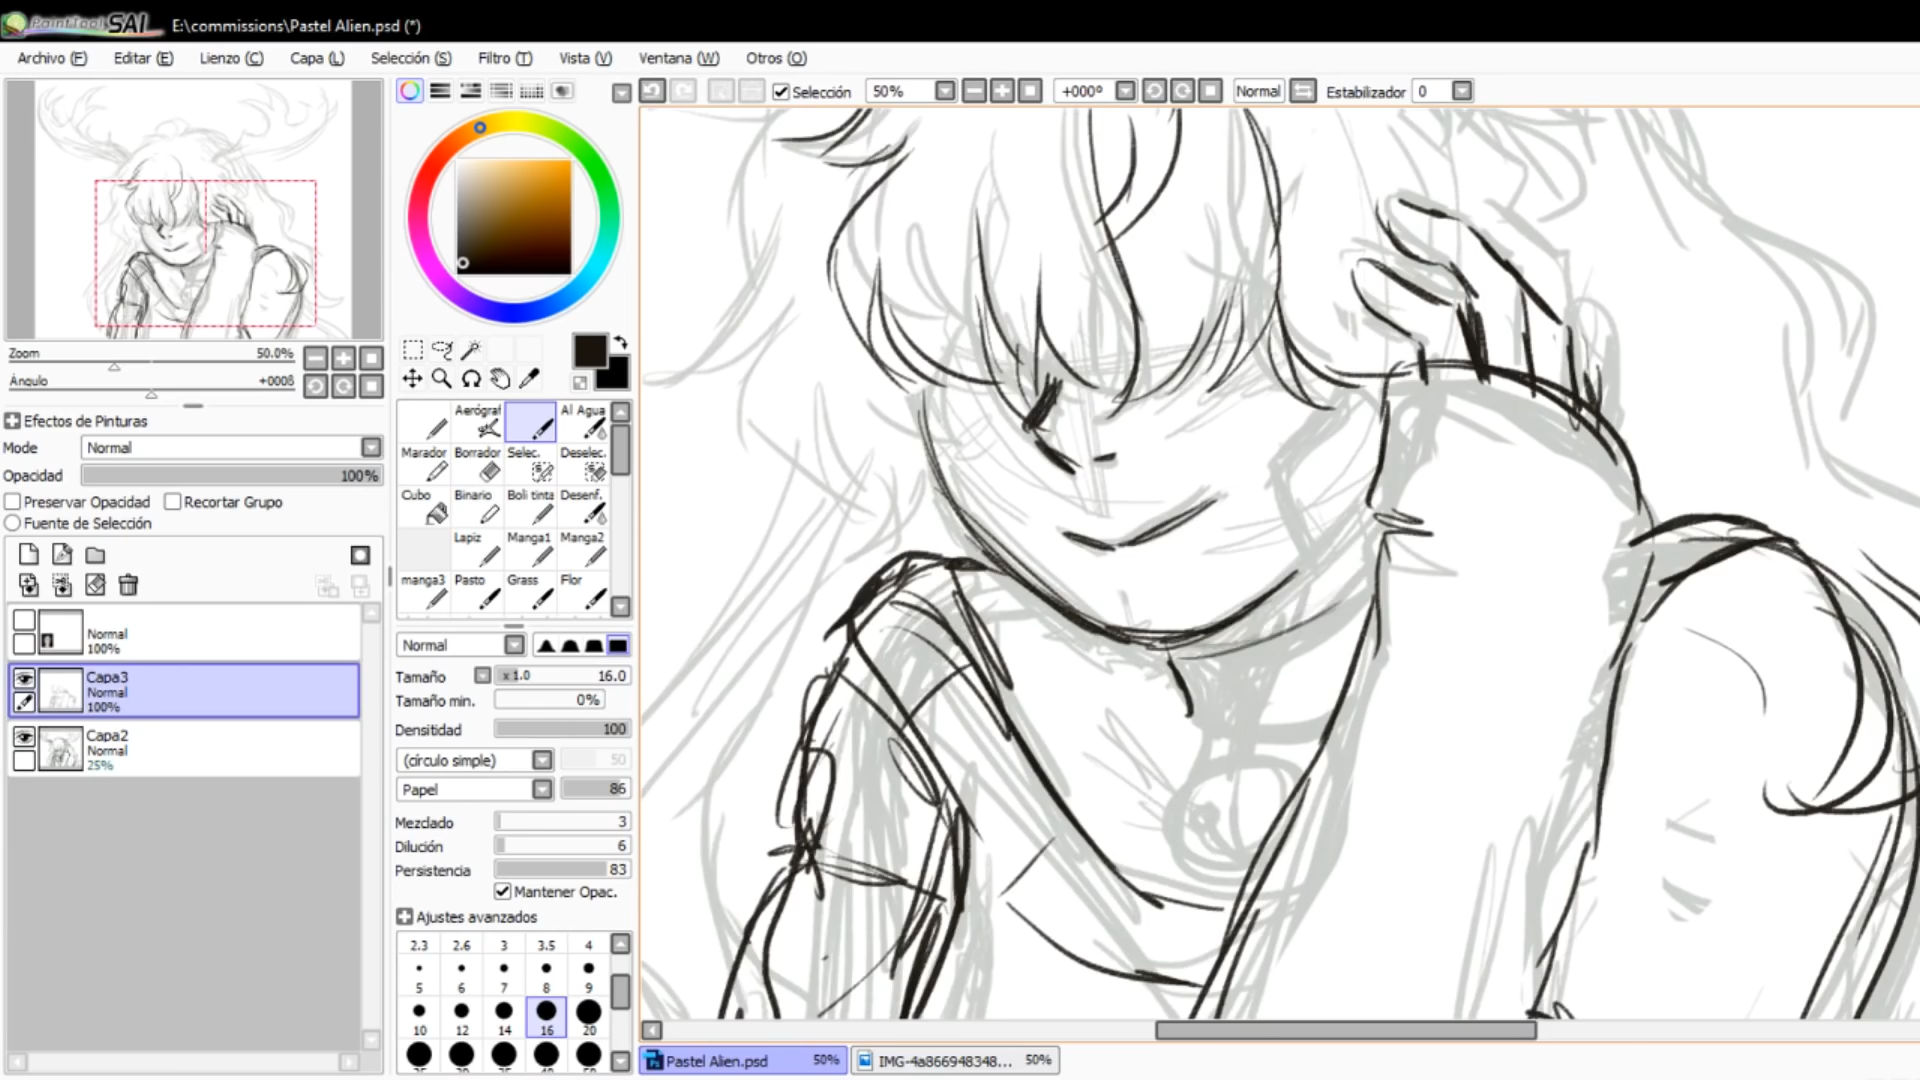 PaintTool SAI E:\commissions\Pastel Alien.psd (*)
Archivo (F) Editar (E) Lienzo (C) Capa (L) Selección (S) Filtro (T) Vista (V) Ventana (W) Otros (O)
Selección 50% +000º Normal Estabilizador 0
Zoom 50.0%
Ángulo +000ß
Efectos de Pinturas
Mode Normal
Opacidad 100%
Preservar Opacidad Recortar Grupo
Fuente de Selección
Normal
100%
Capa3
Normal
100%
Capa2
Normal
25%
Aerógraf Al Agua
Marador Borrador Selec. Deselec.
Cubo Binario Boli tinta Desenf.
Lapiz Manga1 Manga2
manga3 Pasto Grass Flor
Normal
Tamaño x 1.0 16.0
Tamaño min. 0%
Densitidad 100
(círculo simple) 50
Papel 86
Mezclado 3
Dilución 6
Persistencia 83
Mantener Opac.
Ajustes avanzados
2.3 2.6 3 3.5 4
5 6 7 8 9
10 12 14 16 20
Pastel Alien.psd 50% IMG-4a866948348... 50%